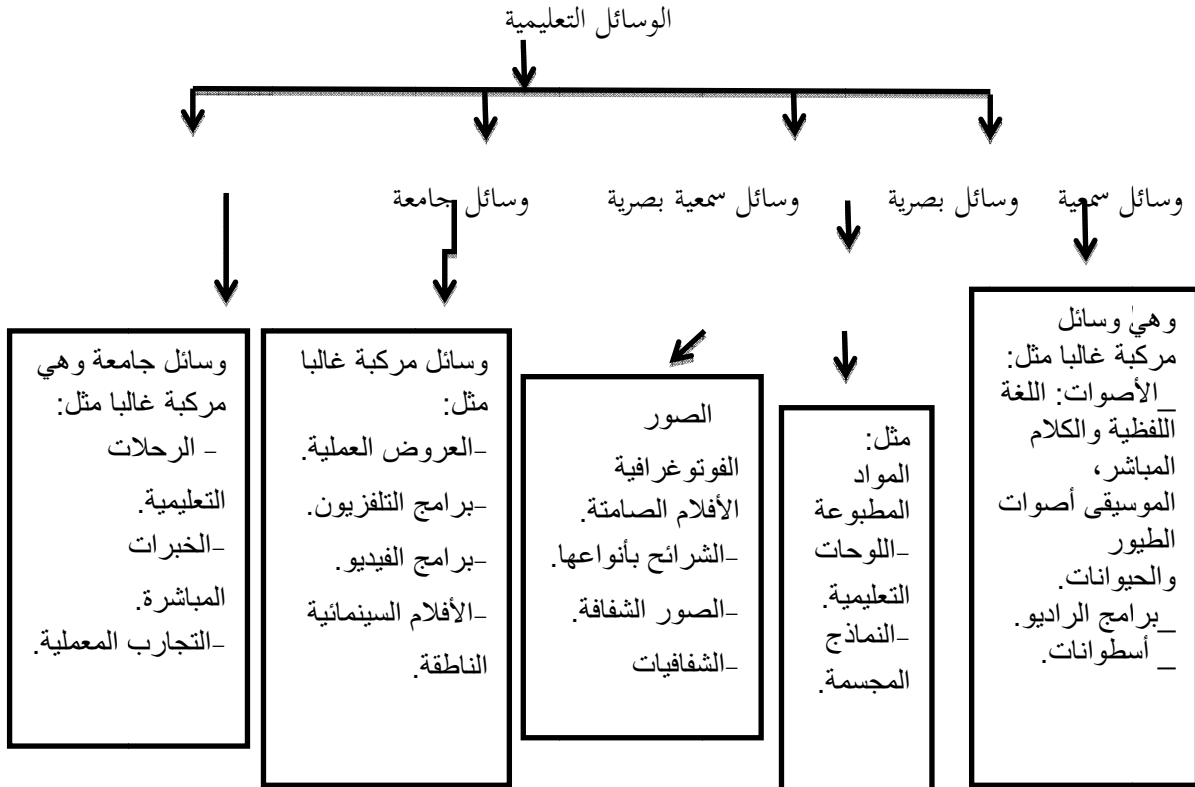 الوسائل التعليمية
وسائل سمعية
وسائل بصرية
وسائل سمعية بصرية
وسائل جامعة
وهي وسائل
مركبة غالبا مثل:
_الأصوات: اللغة
اللفظية والكلام
المباشر،
الموسيقى أصوات
الطيور
والحيوانات.
_برامج الراديو.
_ أسطوانات.
مثل:
المواد
المطبوعة
-اللوحات
التعليمية.
-النماذج
المجسمة.
الصور
الفوتوغرافية
الأفلام الصامتة.
-الشرائح بأنواعها.
-الصور الشفافة.
-الشفافيات
وسائل مركبة غالبا
مثل:
-العروض العملية.
-برامج التلفزيون.
-برامج الفيديو.
-الأفلام السينمائية
الناطقة.
وسائل جامعة وهي
مركبة غالبا مثل:
- الرحلات
التعليمية.
-الخبرات
المباشرة.
-التجارب المعملية.